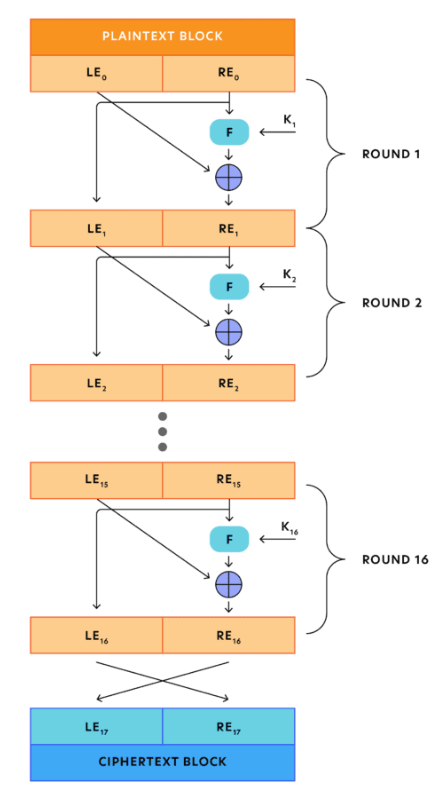 PLAINTEXT BLOCK
LE₀ RE₀
F K₁
ROUND 1
LE₁ RE₁
F K₂
ROUND 2
LE₂ RE₂
LE₁₅ RE₁₅
F K₁₆
ROUND 16
LE₁₆ RE₁₆
LE₁₇ RE₁₇
CIPHERTEXT BLOCK